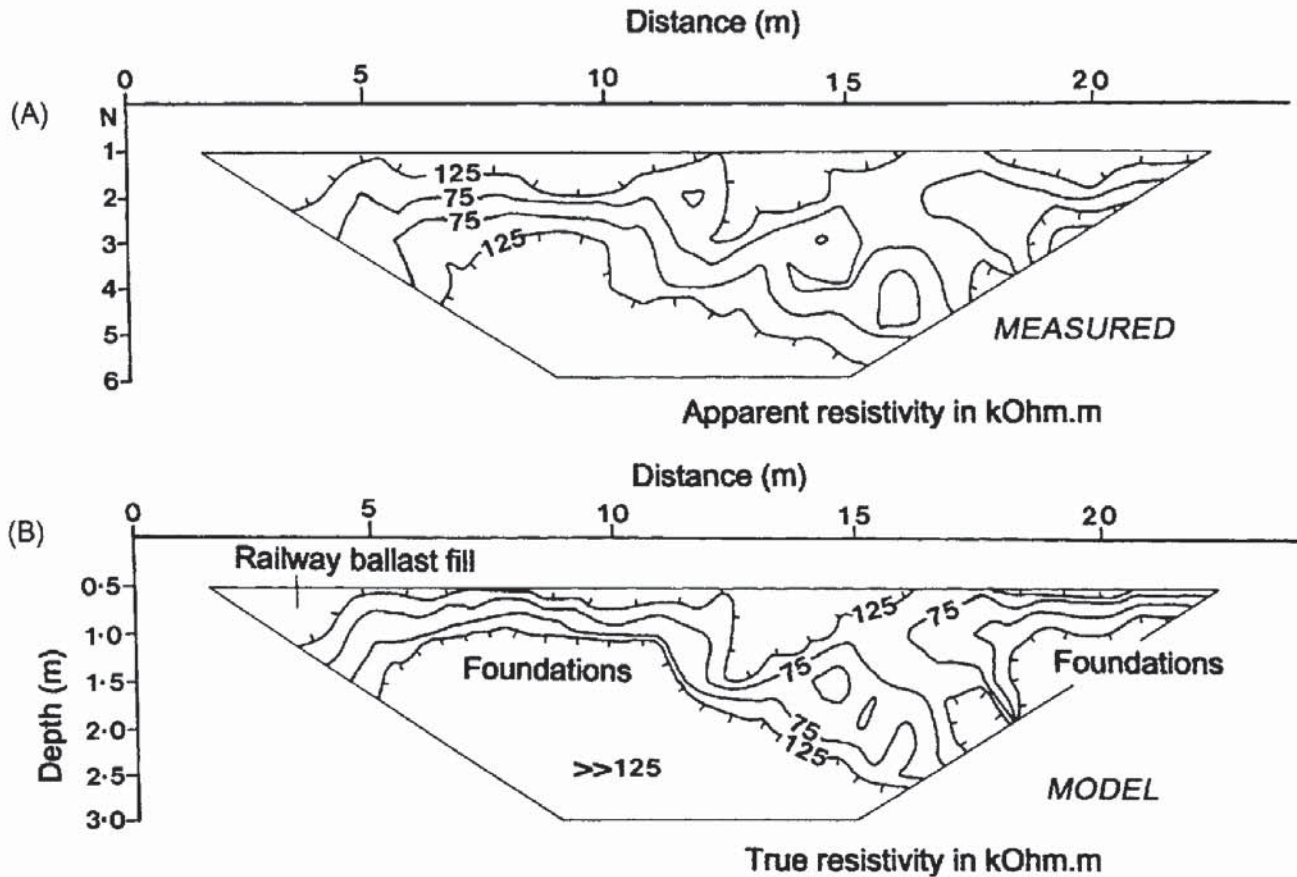 Distance (m)
0 5 10 15 20
(A)
N
1
2
3
4
5
6
125
75
75
125
MEASURED
Apparent resistivity in kOhm.m
Distance (m)
0 5 10 15 20
(B)
Railway ballast fill
0·5
1·0
1·5
2·0
2·5
3·0
Depth (m)
125
75
75
75
125
Foundations
Foundations
>>125
MODEL
True resistivity in kOhm.m